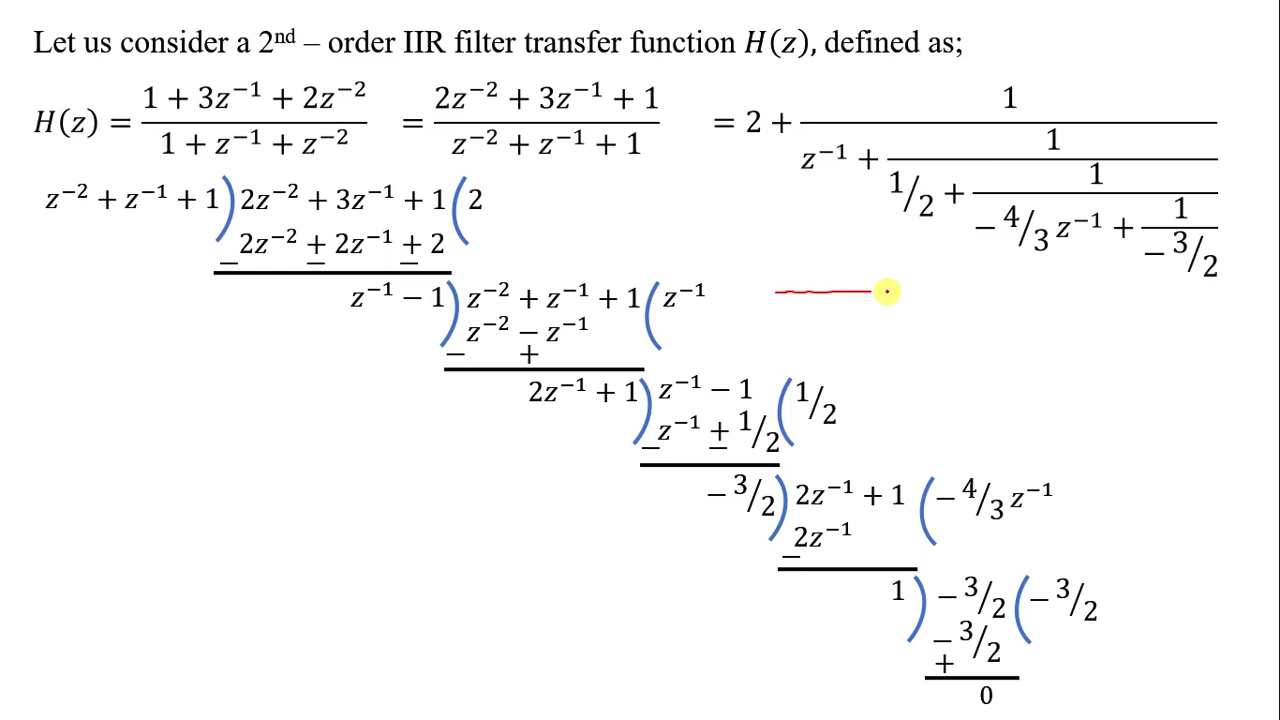 Let us consider a 2ⁿᵈ – order IIR filter transfer function H(z), defined as;
H(z) = (1 + 3z⁻¹ + 2z⁻²)/(1 + z⁻¹ + z⁻²) = (2z⁻² + 3z⁻¹ + 1)/(z⁻² + z⁻¹ + 1) = 2 + 1/(z⁻¹ + 1/(1/2 + 1/(− 4/3 z⁻¹ + 1/(− 3/2))))
z⁻² + z⁻¹ + 1 ) 2z⁻² + 3z⁻¹ + 1 ( 2
2z⁻² + 2z⁻¹ + 2
− − −
z⁻¹ − 1 ) z⁻² + z⁻¹ + 1 ( z⁻¹
z⁻² − z⁻¹
− +
2z⁻¹ + 1 ) z⁻¹ − 1 ( 1/2
z⁻¹ + 1/2
− −
− 3/2 ) 2z⁻¹ + 1 ( − 4/3 z⁻¹
2z⁻¹
−
1 ) − 3/2 ( − 3/2
− 3/2
+
0